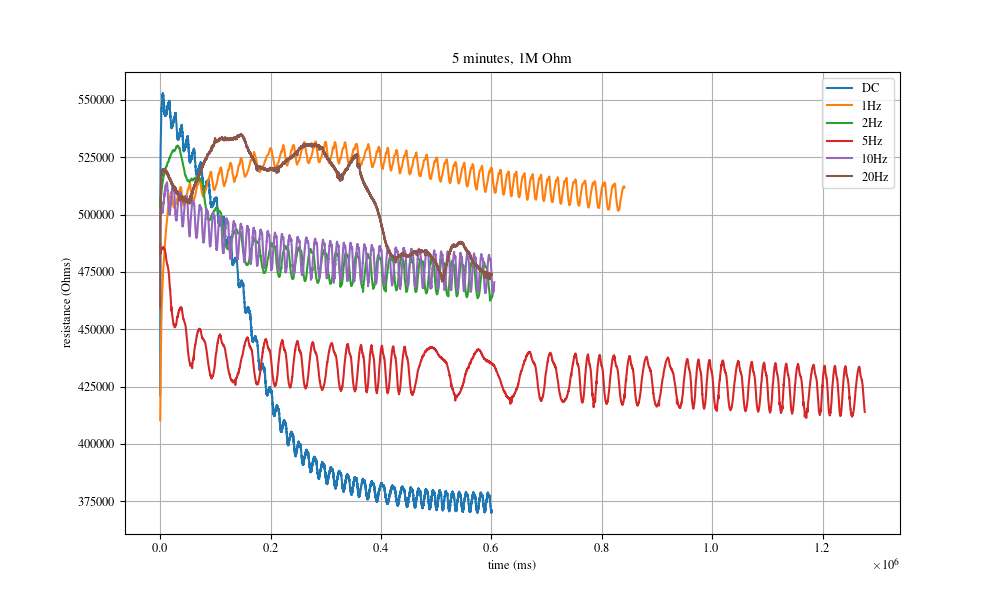 5 minutes, 1M Ohm
DC
1Hz
2Hz
5Hz
10Hz
20Hz
resistance (Ohms)
550000
525000
500000
475000
450000
425000
400000
375000
0.0 0.2 0.4 0.6 0.8 1.0 1.2
time (ms)
×10⁶